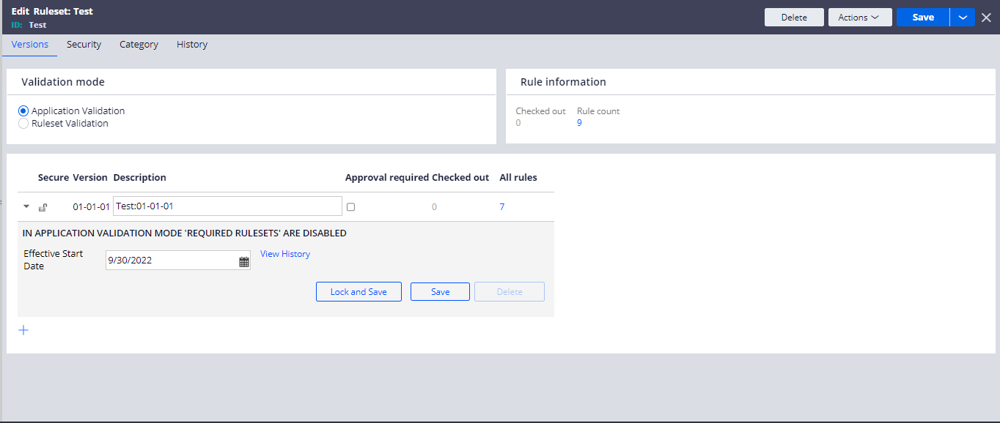 Edit Ruleset: Test
ID: Test
Delete
Actions
Save
Versions
Security
Category
History
Validation mode
Application Validation
Ruleset Validation
Rule information
Checked out Rule count
0 9
Secure Version Description Approval required Checked out All rules
01-01-01 Test:01-01-01 0 7
IN APPLICATION VALIDATION MODE 'REQUIRED RULESETS' ARE DISABLED
Effective Start
Date
9/30/2022
View History
Lock and Save
Save
Delete